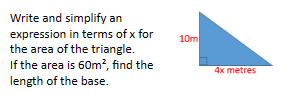 Write and simplify an
expression in terms of x for
the area of the triangle.
If the area is 60m², find the
length of the base.
10m
4x metres